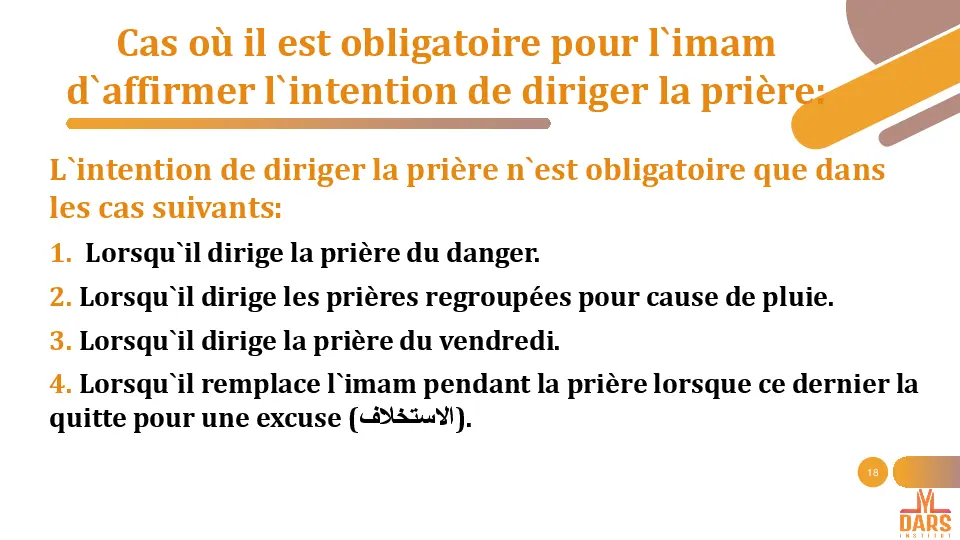 Cas où il est obligatoire pour l`imam
d`affirmer l`intention de diriger la prière:
L`intention de diriger la prière n`est obligatoire que dans
les cas suivants:
1. Lorsqu`il dirige la prière du danger.
2. Lorsqu`il dirige les prières regroupées pour cause de pluie.
3. Lorsqu`il dirige la prière du vendredi.
4. Lorsqu`il remplace l`imam pendant la prière lorsque ce dernier la
quitte pour une excuse (الاستخلاف).
18
DARS
INSTITUT